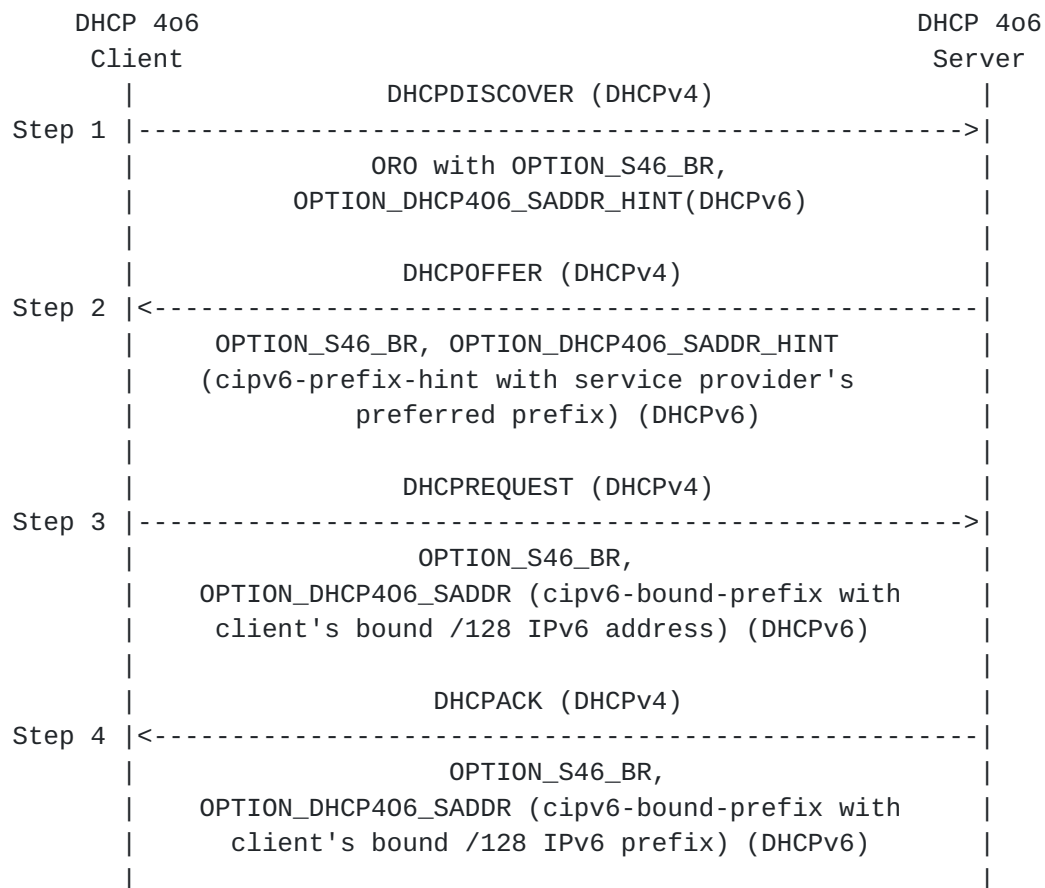 DHCP 4o6 DHCP 4o6
Client Server
DHCPDISCOVER (DHCPv4)
Step 1 |----------------------------------------------------->|
ORO with OPTION_S46_BR,
OPTION_DHCP4O6_SADDR_HINT(DHCPv6)
DHCPOFFER (DHCPv4)
Step 2 |<-----------------------------------------------------|
OPTION_S46_BR, OPTION_DHCP4O6_SADDR_HINT
(cipv6-prefix-hint with service provider's
preferred prefix) (DHCPv6)
DHCPREQUEST (DHCPv4)
Step 3 |----------------------------------------------------->|
OPTION_S46_BR,
OPTION_DHCP4O6_SADDR (cipv6-bound-prefix with
client's bound /128 IPv6 address) (DHCPv6)
DHCPACK (DHCPv4)
Step 4 |<-----------------------------------------------------|
OPTION_S46_BR,
OPTION_DHCP4O6_SADDR (cipv6-bound-prefix with
client's bound /128 IPv6 prefix) (DHCPv6)